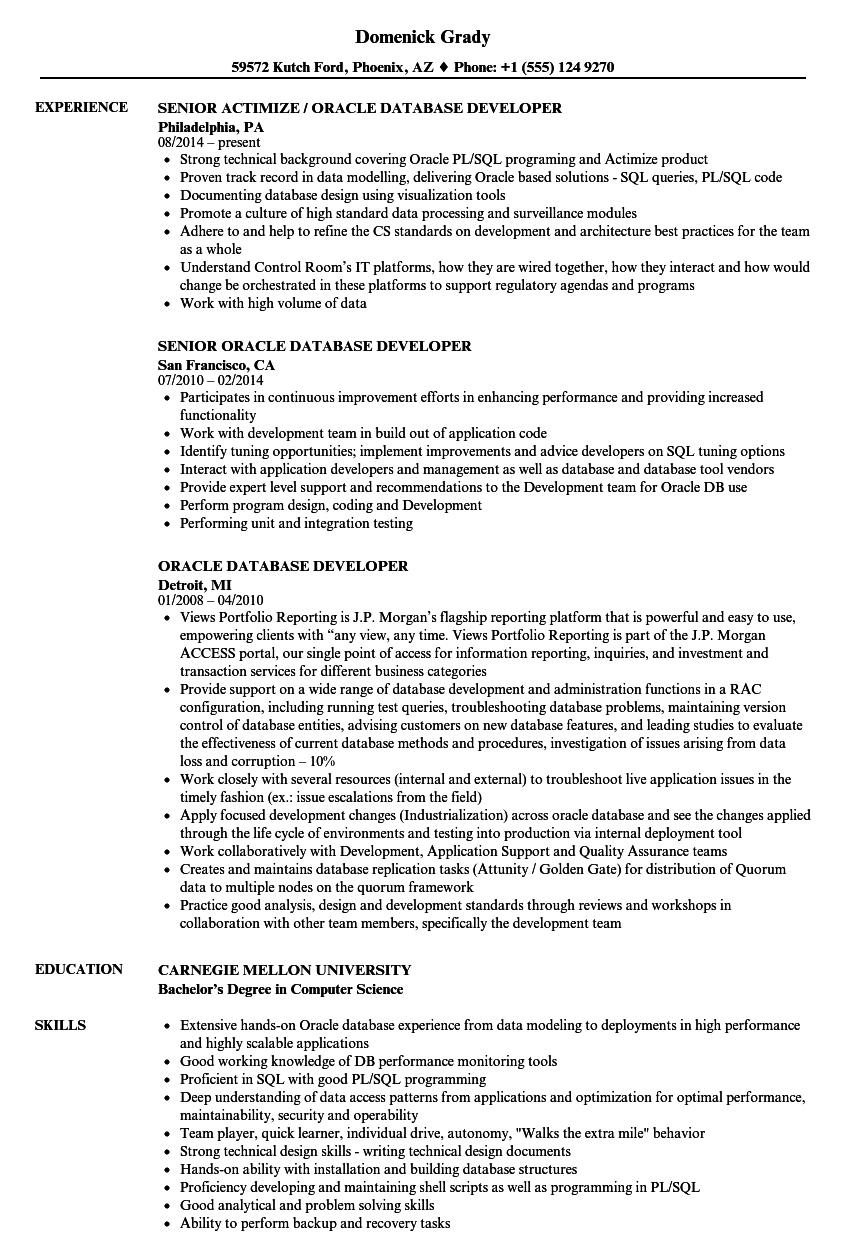 Domenick Grady
59572 Kutch Ford, Phoenix, AZ ♦ Phone: +1 (555) 124 9270
EXPERIENCE
SENIOR ACTIMIZE / ORACLE DATABASE DEVELOPER
Philadelphia, PA
08/2014 – present
• Strong technical background covering Oracle PL/SQL programing and Actimize product
• Proven track record in data modelling, delivering Oracle based solutions - SQL queries, PL/SQL code
• Documenting database design using visualization tools
• Promote a culture of high standard data processing and surveillance modules
• Adhere to and help to refine the CS standards on development and architecture best practices for the team
as a whole
• Understand Control Room’s IT platforms, how they are wired together, how they interact and how would
change be orchestrated in these platforms to support regulatory agendas and programs
• Work with high volume of data
SENIOR ORACLE DATABASE DEVELOPER
San Francisco, CA
07/2010 – 02/2014
• Participates in continuous improvement efforts in enhancing performance and providing increased
functionality
• Work with development team in build out of application code
• Identify tuning opportunities; implement improvements and advice developers on SQL tuning options
• Interact with application developers and management as well as database and database tool vendors
• Provide expert level support and recommendations to the Development team for Oracle DB use
• Perform program design, coding and Development
• Performing unit and integration testing
ORACLE DATABASE DEVELOPER
Detroit, MI
01/2008 – 04/2010
• Views Portfolio Reporting is J.P. Morgan’s flagship reporting platform that is powerful and easy to use,
empowering clients with “any view, any time. Views Portfolio Reporting is part of the J.P. Morgan
ACCESS portal, our single point of access for information reporting, inquiries, and investment and
transaction services for different business categories
• Provide support on a wide range of database development and administration functions in a RAC
configuration, including running test queries, troubleshooting database problems, maintaining version
control of database entities, advising customers on new database features, and leading studies to evaluate
the effectiveness of current database methods and procedures, investigation of issues arising from data
loss and corruption – 10%
• Work closely with several resources (internal and external) to troubleshoot live application issues in the
timely fashion (ex.: issue escalations from the field)
• Apply focused development changes (Industrialization) across oracle database and see the changes applied
through the life cycle of environments and testing into production via internal deployment tool
• Work collaboratively with Development, Application Support and Quality Assurance teams
• Creates and maintains database replication tasks (Attunity / Golden Gate) for distribution of Quorum
data to multiple nodes on the quorum framework
• Practice good analysis, design and development standards through reviews and workshops in
collaboration with other team members, specifically the development team
EDUCATION
CARNEGIE MELLON UNIVERSITY
Bachelor’s Degree in Computer Science
SKILLS
• Extensive hands-on Oracle database experience from data modeling to deployments in high performance
and highly scalable applications
• Good working knowledge of DB performance monitoring tools
• Proficient in SQL with good PL/SQL programming
• Deep understanding of data access patterns from applications and optimization for optimal performance,
maintainability, security and operability
• Team player, quick learner, individual drive, autonomy, "Walks the extra mile" behavior
• Strong technical design skills - writing technical design documents
• Hands-on ability with installation and building database structures
• Proficiency developing and maintaining shell scripts as well as programming in PL/SQL
• Good analytical and problem solving skills
• Ability to perform backup and recovery tasks